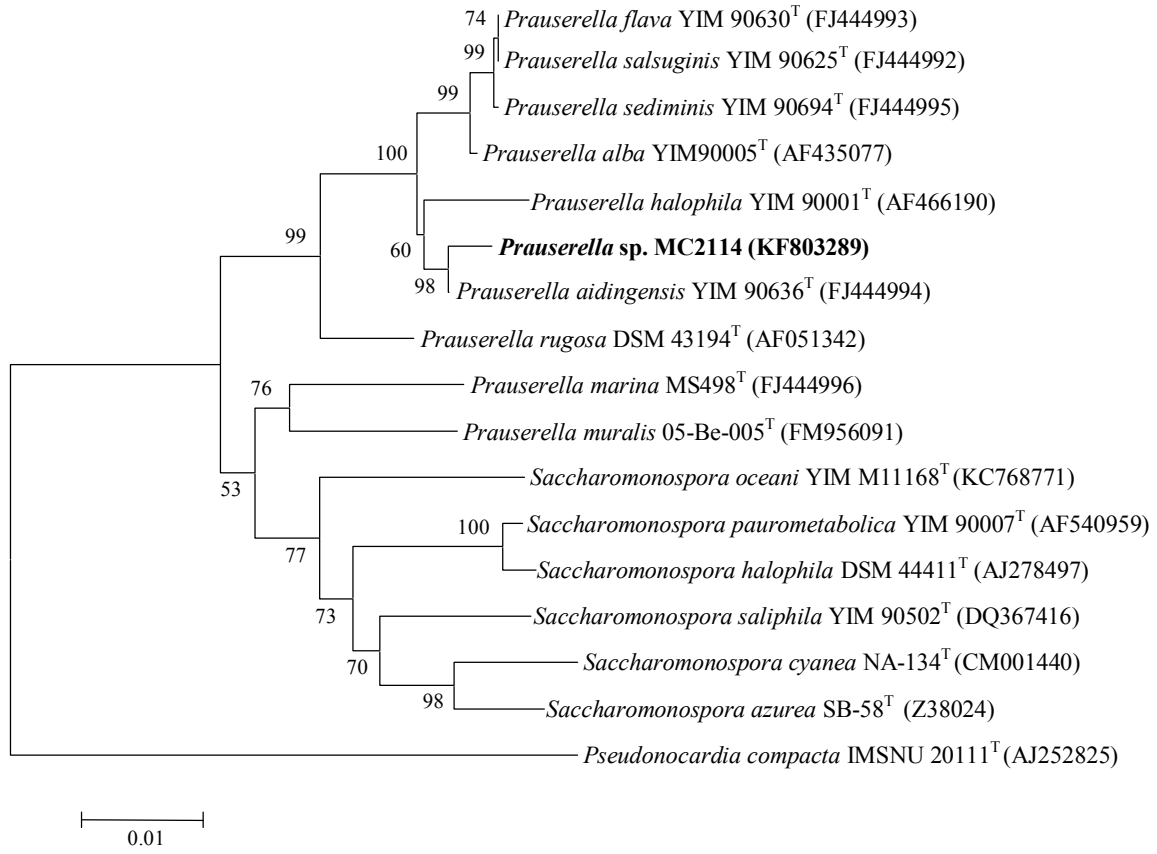 74
Prauserella flava YIM 90630T (FJ444993)
99
Prauserella salsuginis YIM 90625T (FJ444992)
99
Prauserella sediminis YIM 90694T (FJ444995)
100
Prauserella alba YIM90005T (AF435077)
Prauserella halophila YIM 90001T (AF466190)
99
60
Prauserella sp. MC2114 (KF803289)
98
Prauserella aidingensis YIM 90636T (FJ444994)
Prauserella rugosa DSM 43194T (AF051342)
76
Prauserella marina MS498T (FJ444996)
Prauserella muralis 05-Be-005T (FM956091)
53
Saccharomonospora oceani YIM M11168T (KC768771)
100
Saccharomonospora paurometabolica YIM 90007T (AF540959)
77
Saccharomonospora halophila DSM 44411T (AJ278497)
73
Saccharomonospora saliphila YIM 90502T (DQ367416)
70
Saccharomonospora cyanea NA-134T (CM001440)
98
Saccharomonospora azurea SB-58T (Z38024)
Pseudonocardia compacta IMSNU 20111T (AJ252825)
0.01